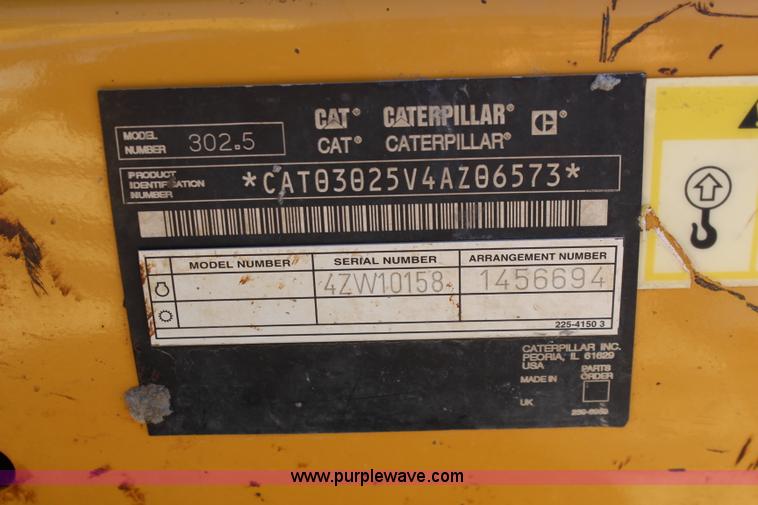 CAT® CATERPILLAR®
CAT® CATERPILLAR®
MODEL NUMBER 302.5
PRODUCT IDENTIFICATION NUMBER *CAT03025V4AZ06573*
MODEL NUMBER SERIAL NUMBER ARRANGEMENT NUMBER
4ZW10158 1456694
225-4150 3
CATERPILLAR INC.
PEORIA, IL 61629
USA
PARTS ORDER
MADE IN
UK
www.purplewave.com